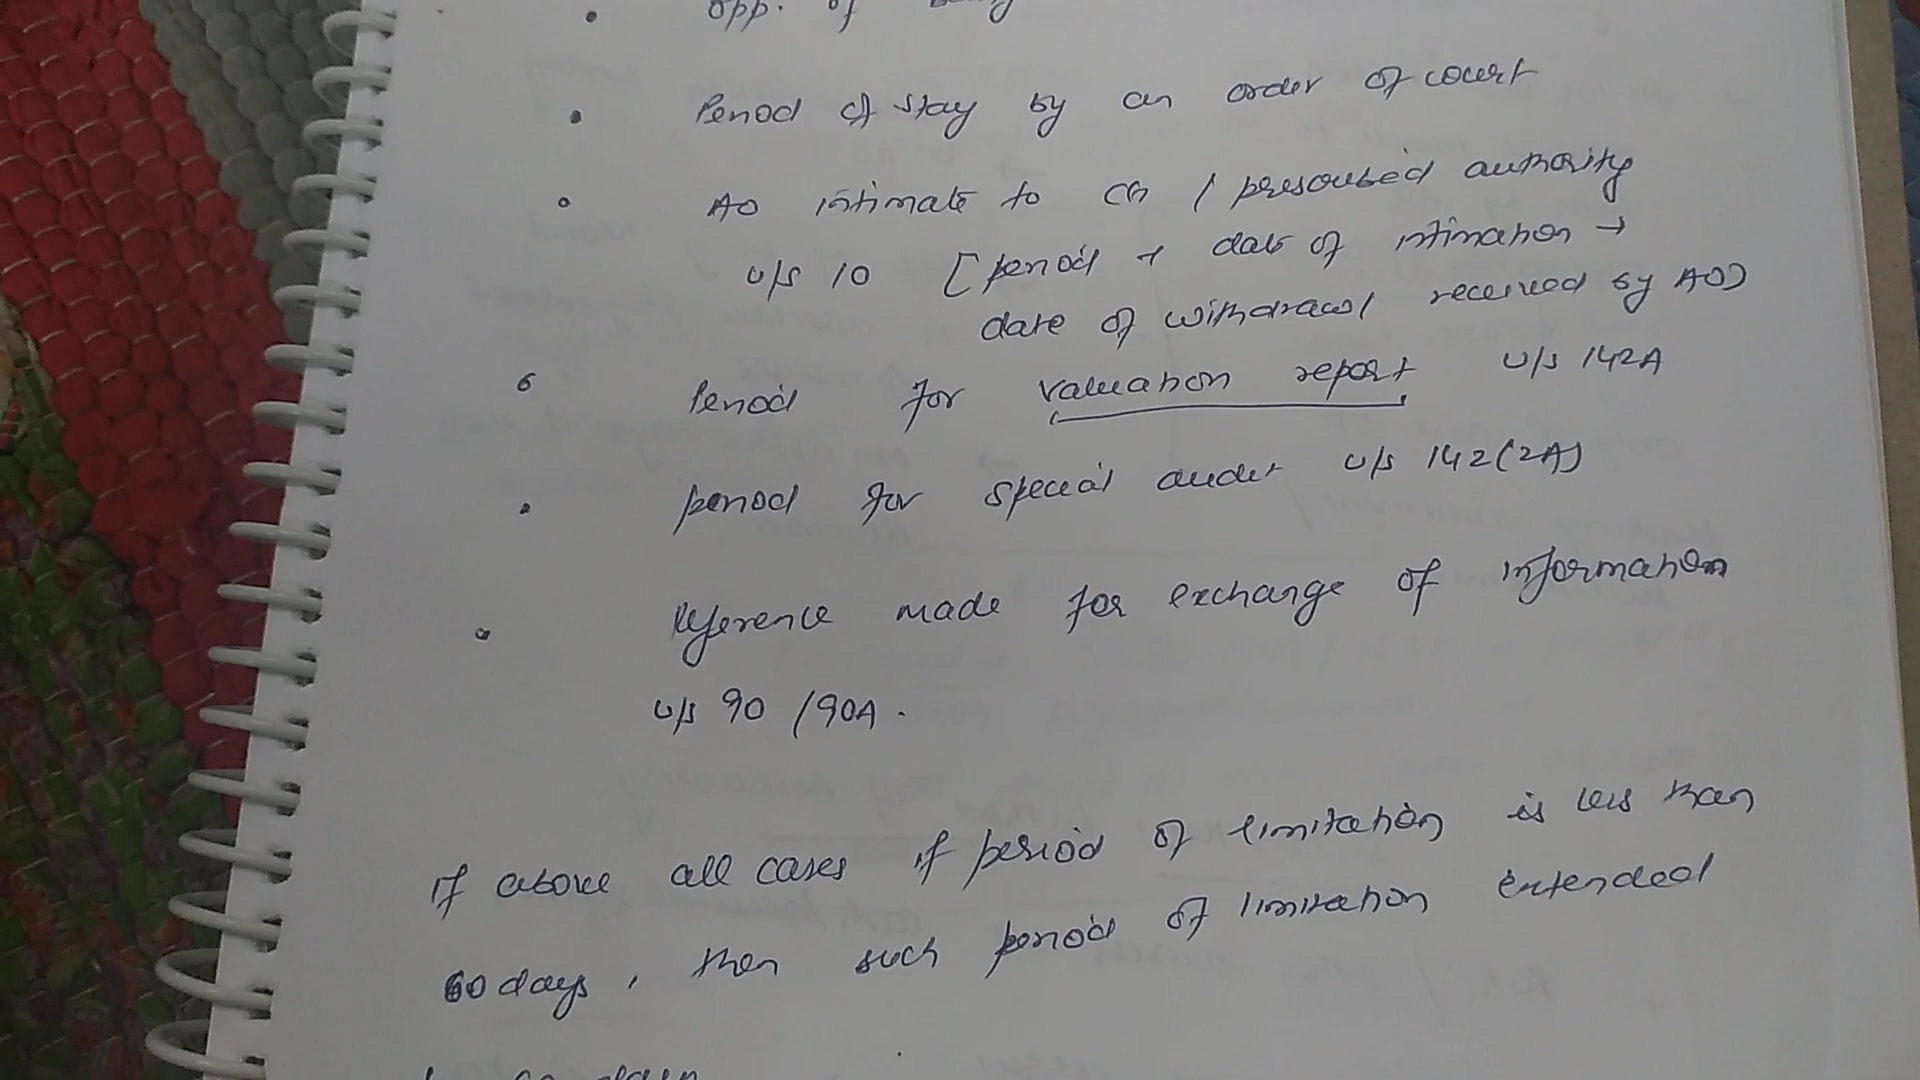 opp. of
Period of stay by an order of court
AO intimate to CG / prescribed authority
u/s 10 [period → date of intimation →
date of withdrawl received by AO]
Period for valuation report u/s 142A
period for special audit u/s 142(2A)
Reference made for exchange of information
u/s 90 / 90A.
If above all cases if period of limitation is less than
60 days, then such period of limitation extended